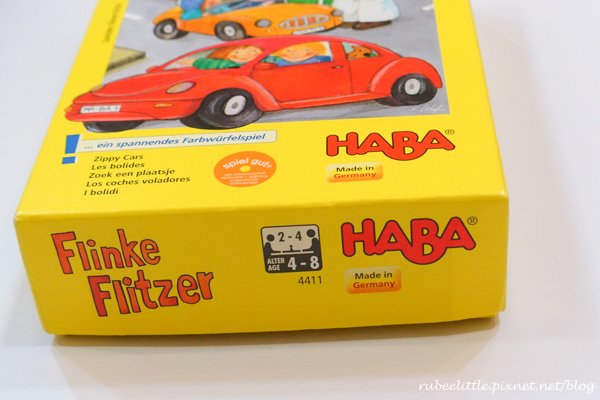 ... ein spannendes Farbwürfelspiel
Zippy Cars
Les bolides
Zoek een plaatsje
Los coches voladores
I bolidi
spiel gut®
HABA®
Made in
Germany
Flinke
Flitzer
2-4
ALTER
AGE 4-8
4411
HABA®
Made in
Germany
rubeelittle.pixnet.net/blog